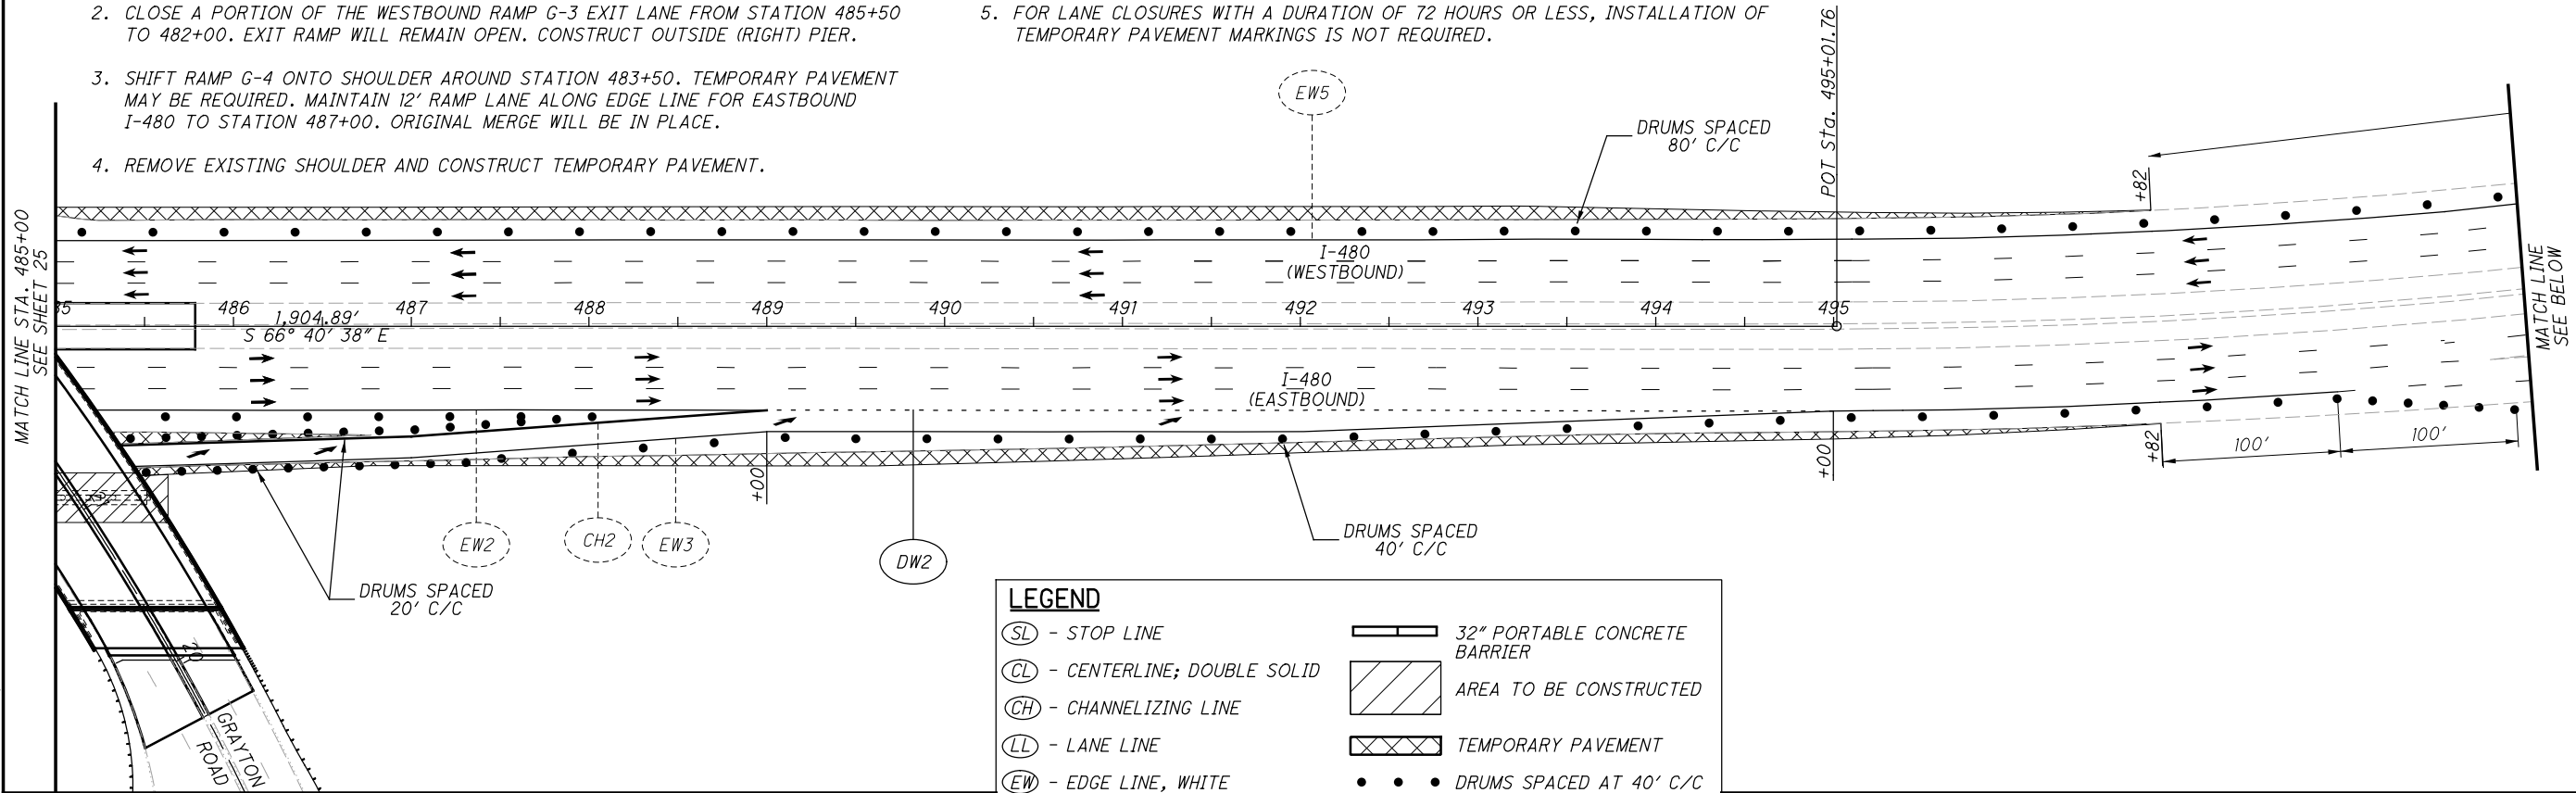 2. CLOSE A PORTION OF THE WESTBOUND RAMP G-3 EXIT LANE FROM STATION 485+50
TO 482+00. EXIT RAMP WILL REMAIN OPEN. CONSTRUCT OUTSIDE (RIGHT) PIER.
3. SHIFT RAMP G-4 ONTO SHOULDER AROUND STATION 483+50. TEMPORARY PAVEMENT
MAY BE REQUIRED. MAINTAIN 12' RAMP LANE ALONG EDGE LINE FOR EASTBOUND
I-480 TO STATION 487+00. ORIGINAL MERGE WILL BE IN PLACE.
4. REMOVE EXISTING SHOULDER AND CONSTRUCT TEMPORARY PAVEMENT.
5. FOR LANE CLOSURES WITH A DURATION OF 72 HOURS OR LESS, INSTALLATION OF
TEMPORARY PAVEMENT MARKINGS IS NOT REQUIRED.
EW5
DRUMS SPACED
80' C/C
POT Sta. 495+01.76
+82
MATCH LINE STA. 485+00
SEE SHEET 25
I-480
(WESTBOUND)
486
487
488
489
490
491
492
493
494
495
1,904.89'
S 66° 40' 38" E
I-480
(EASTBOUND)
MATCH LINE
SEE BELOW
+00
+00
+82
100'
100'
EW2
CH2
EW3
DW2
DRUMS SPACED
20' C/C
DRUMS SPACED
40' C/C
20
GRAYTON
ROAD
LEGEND
SL - STOP LINE
CL - CENTERLINE; DOUBLE SOLID
CH - CHANNELIZING LINE
LL - LANE LINE
EW - EDGE LINE, WHITE
32" PORTABLE CONCRETE
BARRIER
AREA TO BE CONSTRUCTED
TEMPORARY PAVEMENT
DRUMS SPACED AT 40' C/C